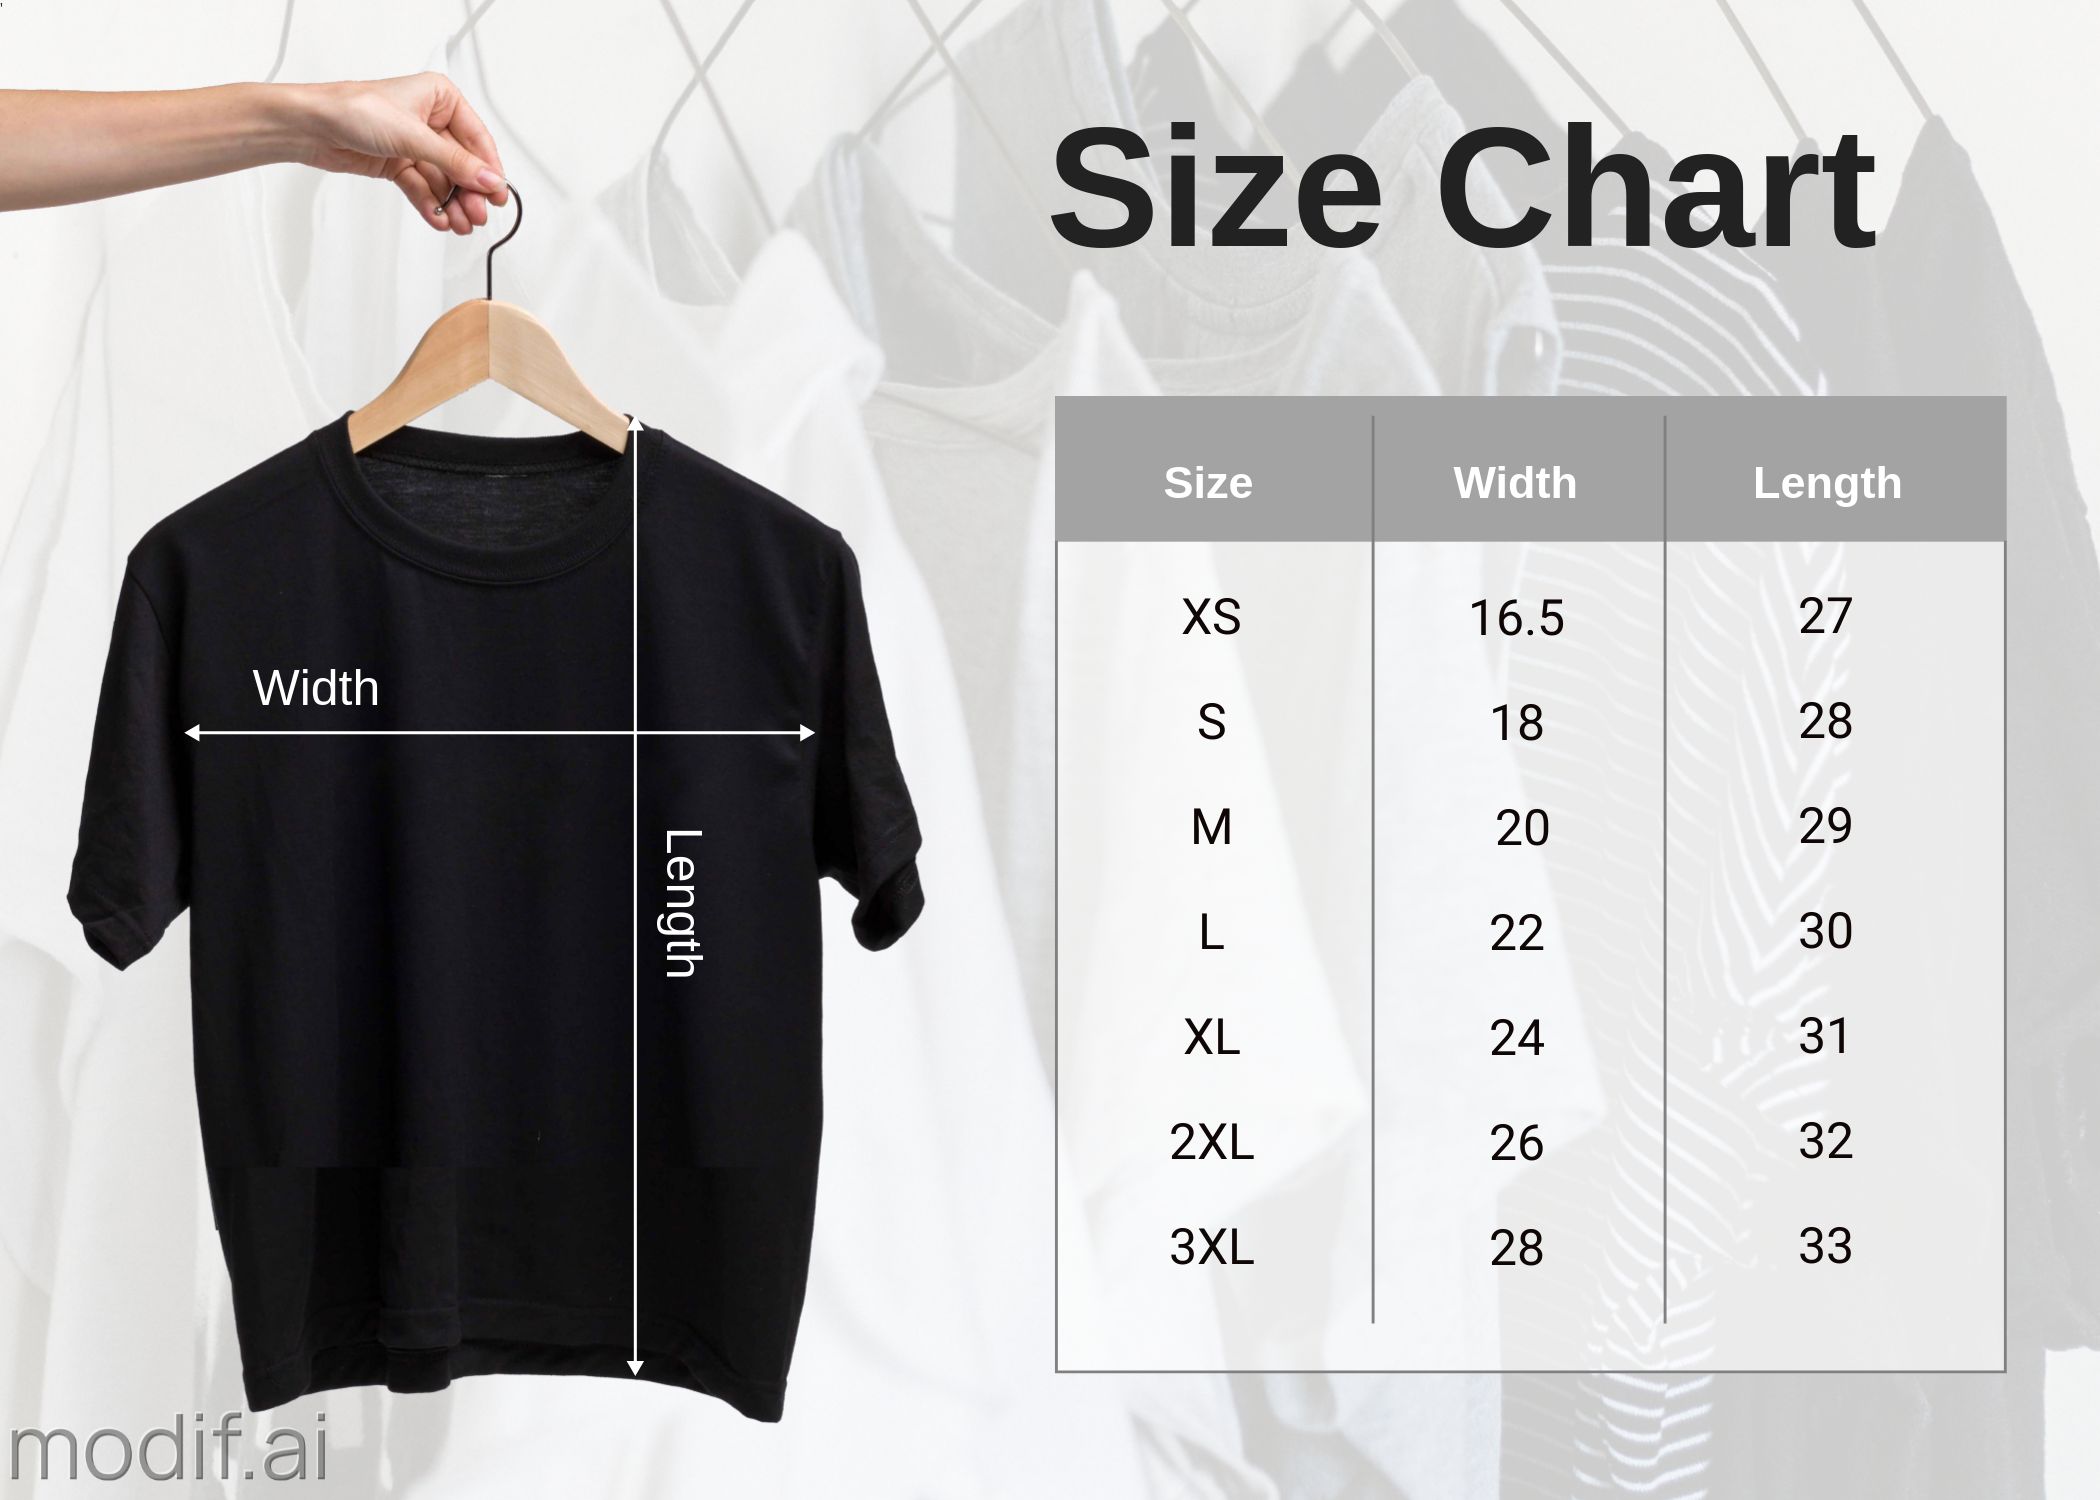 Size Chart
Size Width Length
XS 16.5 27
S 18 28
M 20 29
L 22 30
XL 24 31
2XL 26 32
3XL 28 33
Width
Length
modif.ai